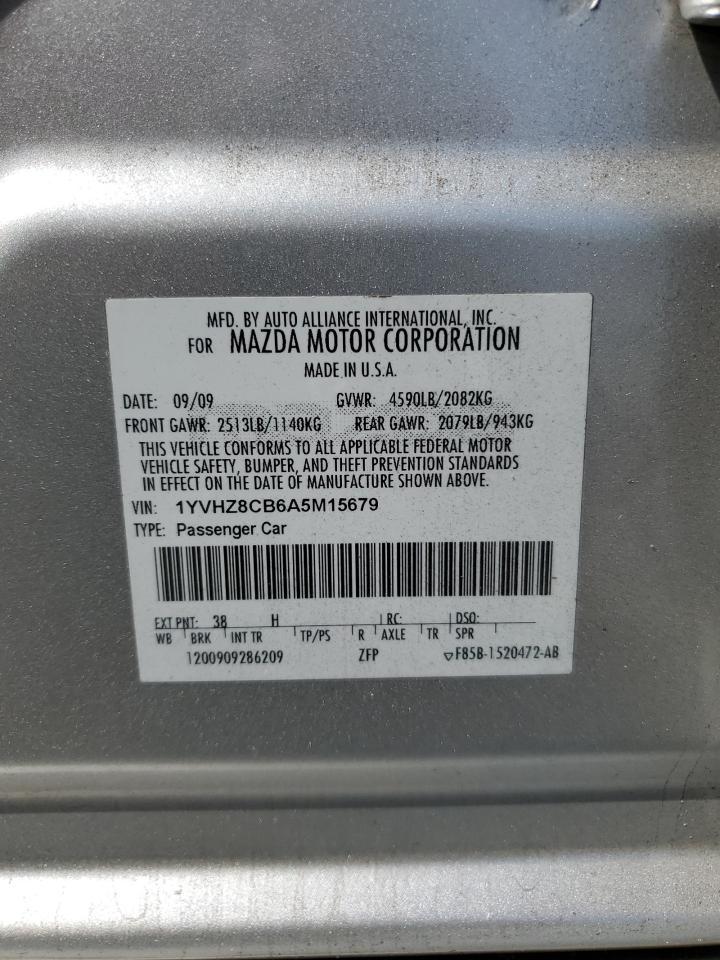 MFD. BY AUTO ALLIANCE INTERNATIONAL, INC.
FOR MAZDA MOTOR CORPORATION
MADE IN U.S.A.
DATE: 09/09 GVWR: 4590LB/2082KG
FRONT GAWR: 2513LB/1140KG REAR GAWR: 2079LB/943KG
THIS VEHICLE CONFORMS TO ALL APPLICABLE FEDERAL MOTOR
VEHICLE SAFETY, BUMPER, AND THEFT PREVENTION STANDARDS
IN EFFECT ON THE DATE OF MANUFACTURE SHOWN ABOVE.
VIN: 1YVHZ8CB6A5M15679
TYPE: Passenger Car
EXT PNT: 38 H RC: DSO:
WB BRK INT TR TP/PS R AXLE TR SPR
1200909286209 ZFP ▽F85B-1520472-AB